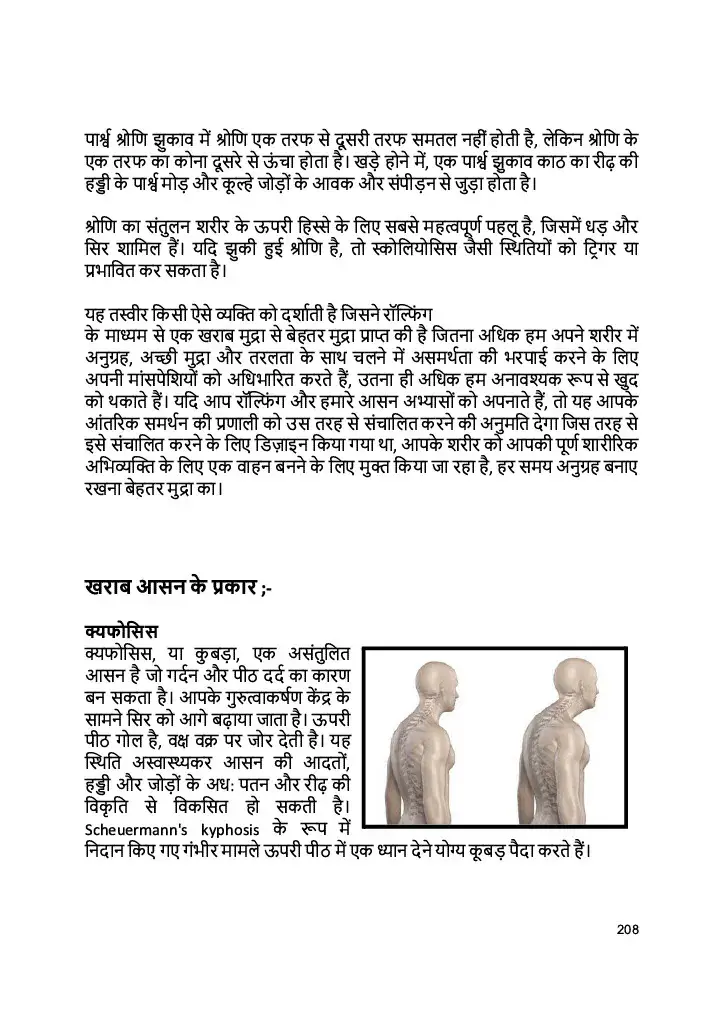 पार्श्व श्रोणि झुकाव में श्रोणि एक तरफ से दूसरी तरफ समतल नहीं होती है, लेकिन श्रोणि के
एक तरफ का कोना दूसरे से ऊंचा होता है। खड़े होने में, एक पार्श्व झुकाव काठ का रीढ़ की
हड्डी के पार्श्व मोड़ और कूल्हे जोड़ों के आवक और संपीड़न से जुड़ा होता है।
श्रोणि का संतुलन शरीर के ऊपरी हिस्से के लिए सबसे महत्वपूर्ण पहलू है, जिसमें धड़ और
सिर शामिल हैं। यदि झुकी हुई श्रोणि है, तो स्कोलियोसिस जैसी स्थितियों को ट्रिगर या
प्रभावित कर सकता है।
यह तस्वीर किसी ऐसे व्यक्ति को दर्शाती है जिसने रॉल्फिंग
के माध्यम से एक खराब मुद्रा से बेहतर मुद्रा प्राप्त की है जितना अधिक हम अपने शरीर में
अनुग्रह, अच्छी मुद्रा और तरलता के साथ चलने में असमर्थता की भरपाई करने के लिए
अपनी मांसपेशियों को अधिभारित करते हैं, उतना ही अधिक हम अनावश्यक रूप से खुद
को थकाते हैं। यदि आप रॉल्फिंग और हमारे आसन अभ्यासों को अपनाते हैं, तो यह आपके
आंतरिक समर्थन की प्रणाली को उस तरह से संचालित करने की अनुमति देगा जिस तरह से
इसे संचालित करने के लिए डिज़ाइन किया गया था, आपके शरीर को आपकी पूर्ण शारीरिक
अभिव्यक्ति के लिए एक वाहन बनने के लिए मुक्त किया जा रहा है, हर समय अनुग्रह बनाए
रखना बेहतर मुद्रा का।
खराब आसन के प्रकार ;-
क्यफोसिस
क्यफोसिस, या कुबड़ा, एक असंतुलित
आसन है जो गर्दन और पीठ दर्द का कारण
बन सकता है। आपके गुरुत्वाकर्षण केंद्र के
सामने सिर को आगे बढ़ाया जाता है। ऊपरी
पीठ गोल है, वक्ष वक्र पर जोर देती है। यह
स्थिति अस्वास्थ्यकर आसन की आदतों,
हड्डी और जोड़ों के अध: पतन और रीढ़ की
विकृति से विकसित हो सकती है।
Scheuermann's kyphosis के रूप में
निदान किए गए गंभीर मामले ऊपरी पीठ में एक ध्यान देने योग्य कूबड़ पैदा करते हैं।
208